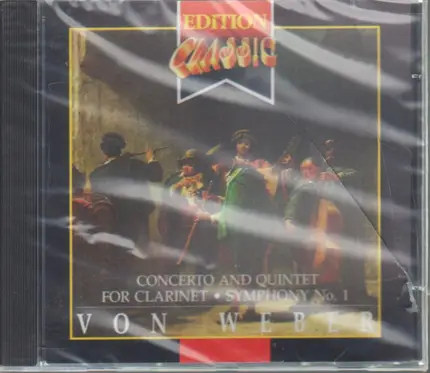 EDITION
CLASSIC
CONCERTO AND QUINTET
FOR CLARINET • SYMPHONY No. 1
VON WEBER